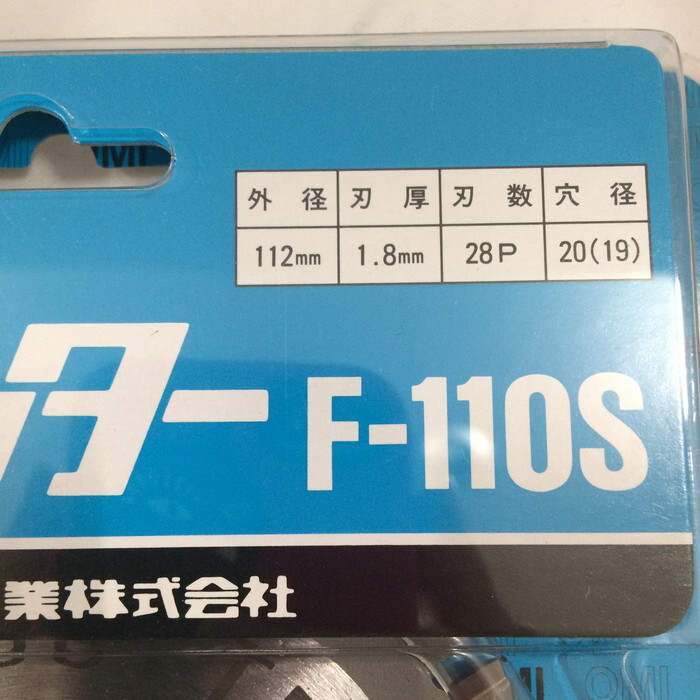 外径 刃厚 刃数 穴径
112mm 1.8mm 28P 20(19)
ター F-110S
業株式会社
OMI